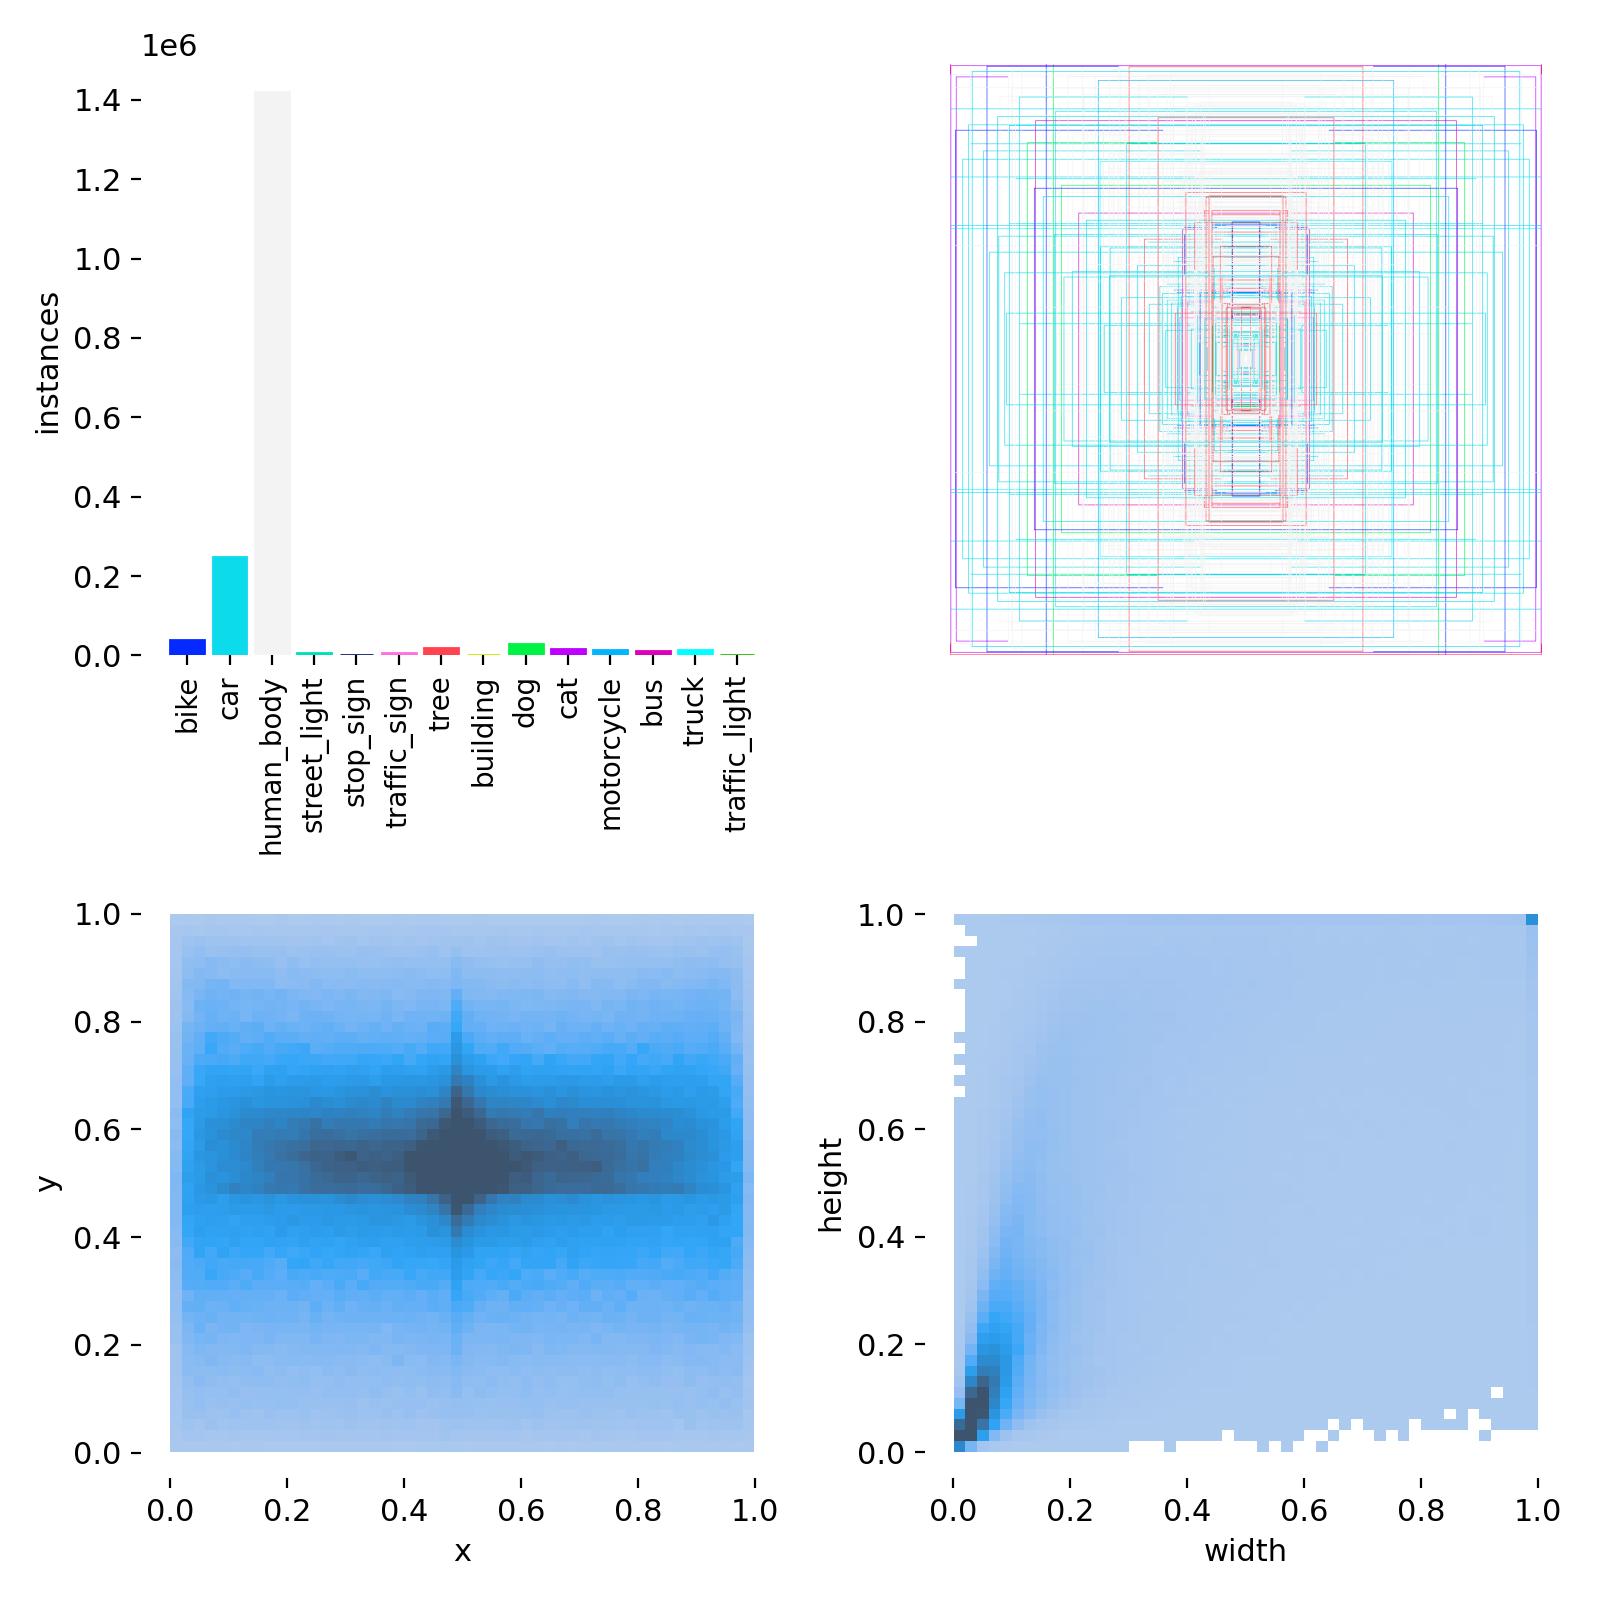 1e6
1.4
1.2
1.0
0.8
0.6
0.4
0.2
0.0
instances
bike
car
human_body
street_light
stop_sign
traffic_sign
tree
building
dog
cat
motorcycle
bus
truck
traffic_light
1.0
0.8
0.6
0.4
0.2
0.0
y
0.0 0.2 0.4 0.6 0.8 1.0
x
1.0
0.8
0.6
0.4
0.2
0.0
height
0.0 0.2 0.4 0.6 0.8 1.0
width